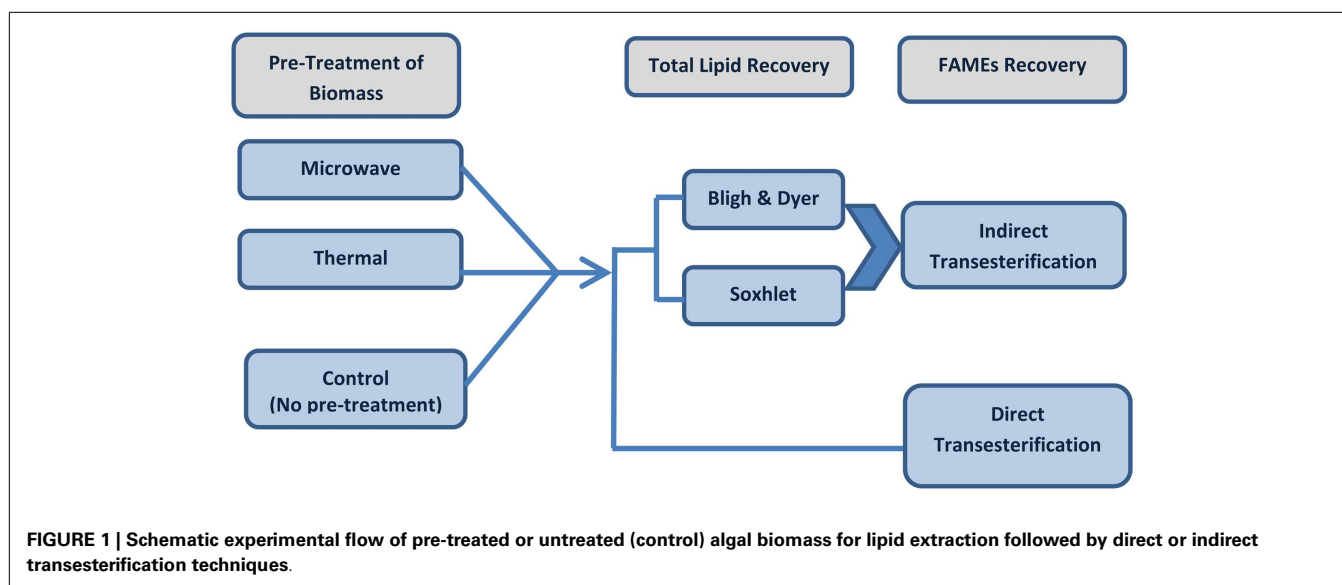 Pre-Treatment of
Biomass
Total Lipid Recovery
FAMEs Recovery
Microwave
Thermal
Control
(No pre-treatment)
Bligh & Dyer
Soxhlet
Indirect
Transesterification
Direct
Transesterification
FIGURE 1 | Schematic experimental flow of pre-treated or untreated (control) algal biomass for lipid extraction followed by direct or indirect
transesterification techniques.